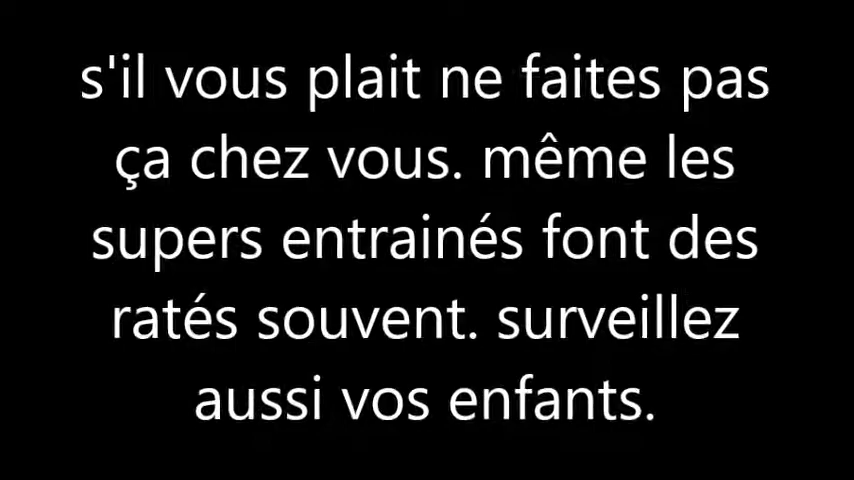 s'il vous plait ne faites pas
ça chez vous. même les
supers entrainés font des
ratés souvent. surveillez
aussi vos enfants.